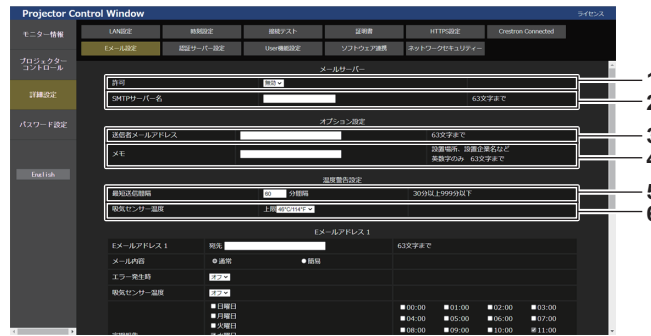 Projector Control Window
ライセンス
モニター情報
プロジェクター
コントロール
詳細設定
パスワード設定
English
LAN設定
時刻設定
接続テスト
証明書
HTTPS設定
Crestron Connected
Eメール設定
認証サーバー設定
User機能設定
ソフトウェア連携
ネットワークセキュリティー
メールサーバー
許可
無効
1
SMTPサーバー名
63文字まで
2
オプション設定
送信者メールアドレス
63文字まで
3
メモ
設置場所、設置企業名など
英数字のみ 63文字まで
4
温度警告設定
最短送信間隔
60 分間隔
30分以上999分以下
5
吸気センサー温度
上限 46°C/114°F
6
Eメールアドレス 1
Eメールアドレス 1
宛先
63文字まで
メール内容
通常
簡易
エラー発生時
オフ
吸気センサー温度
オフ
日曜日
00:00 01:00 02:00 03:00
月曜日
04:00 05:00 06:00 07:00
火曜日
08:00 09:00 10:00 11:00